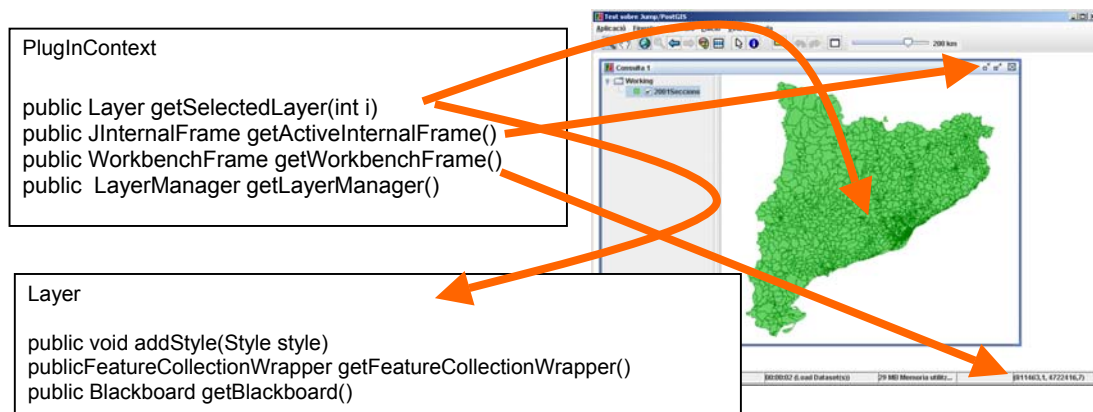 PlugInContext
public Layer getSelectedLayer(int i)
public JInternalFrame getActiveInternalFrame()
public WorkbenchFrame getWorkbenchFrame()
public LayerManager getLayerManager()
Test sobre Jump/PostGIS
Aplicació
200 km
Consulta 1
Working
2001Seccions
Layer
public void addStyle(Style style)
publicFeatureCollectionWrapper getFeatureCollectionWrapper()
public Blackboard getBlackboard()
00:00:02 (Load Dataset(s))
29 MB Memoria utilitz...
(811463,1, 4722416,7)